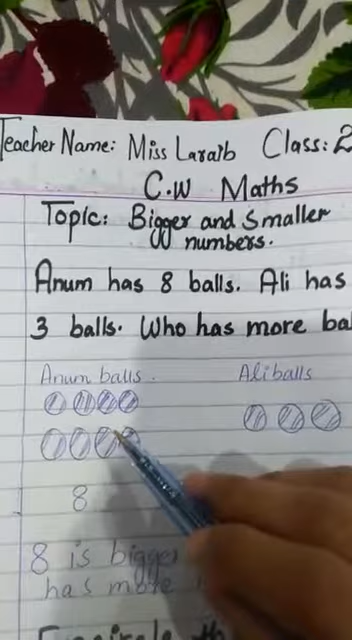 Teacher Name: Miss Laraib Class: 2
C.W Maths
Topic: Bigger and Smaller
numbers.
Anum has 8 balls. Ali has
3 balls. Who has more
Anum balls. Ali balls
8
8 is bigger
has more